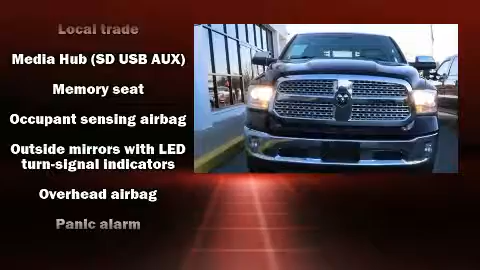 Local trade
Media Hub (SD USB AUX)
Memory seat
Occupant sensing airbag
Outside mirrors with LED
turn-signal indicators
Overhead airbag
Panic alarm